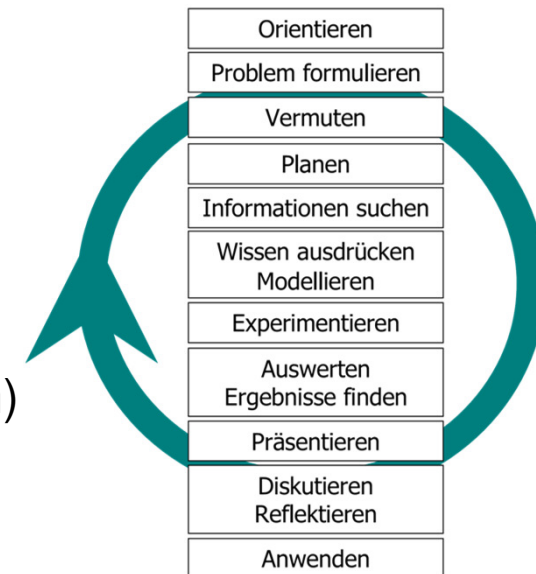 Orientieren
Problem formulieren
Vermuten
Planen
Informationen suchen
Wissen ausdrücken
Modellieren
Experimentieren
Auswerten
Ergebnisse finden
)
Präsentieren
Diskutieren
Reflektieren
Anwenden